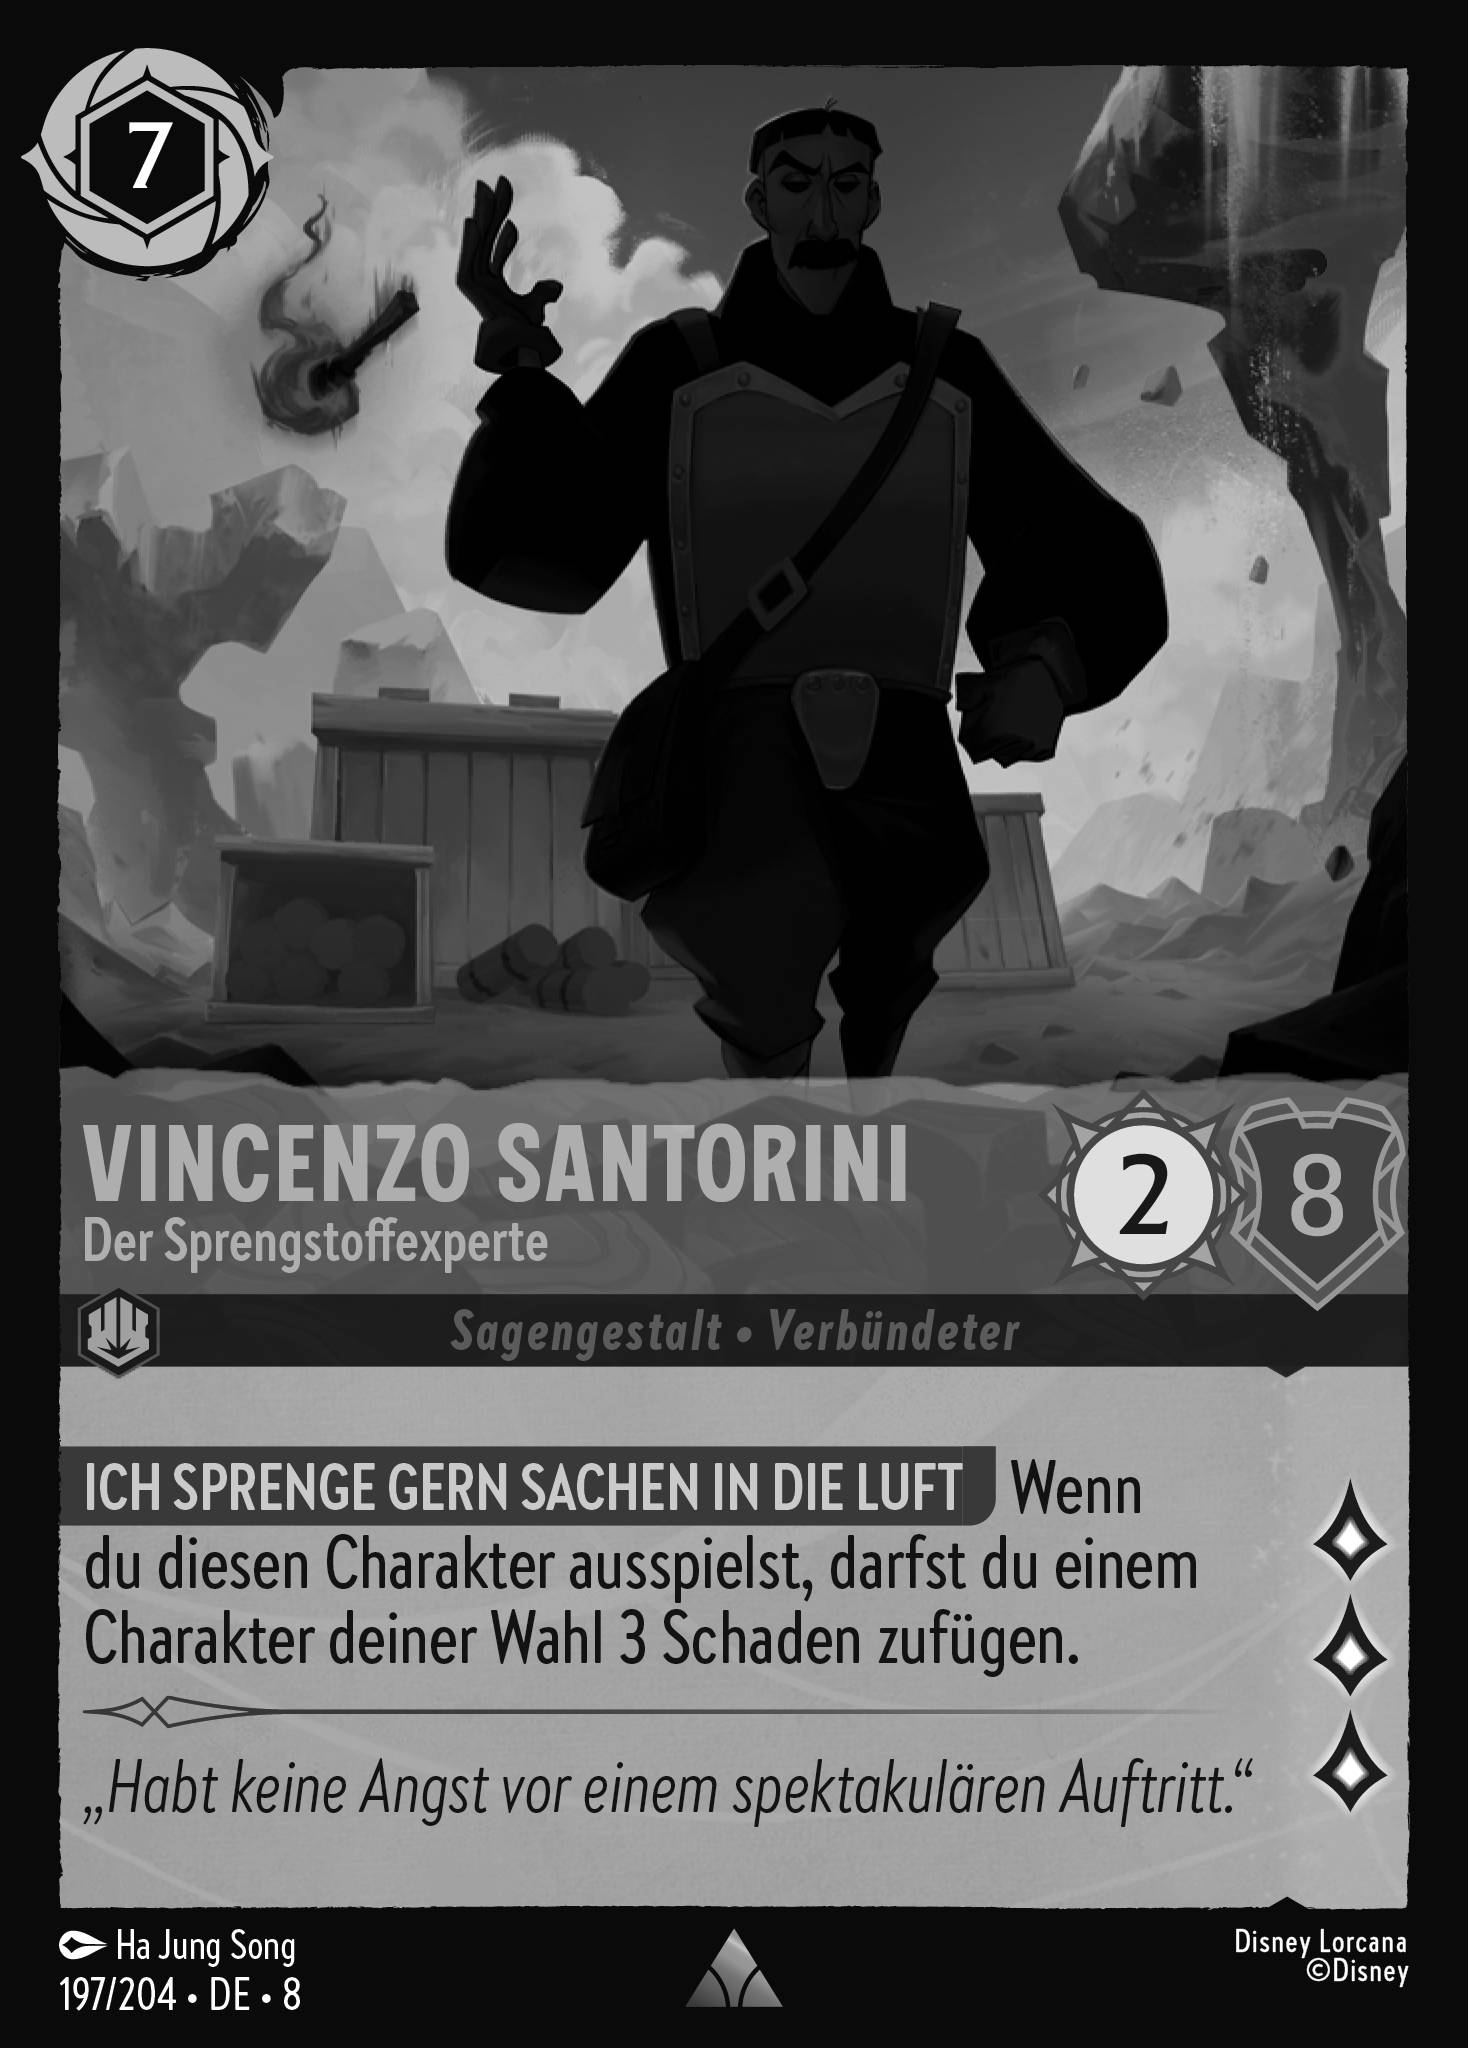 7
VINCENZO SANTORINI
Der Sprengstoffexperte
2
8
Sagengestalt • Verbündeter
ICH SPRENGE GERN SACHEN IN DIE LUFT Wenn
du diesen Charakter ausspielst, darfst du einem
Charakter deiner Wahl 3 Schaden zufügen.
„Habt keine Angst vor einem spektakulären Auftritt.“
Ha Jung Song
197/204 • DE • 8
Disney Lorcana
©Disney